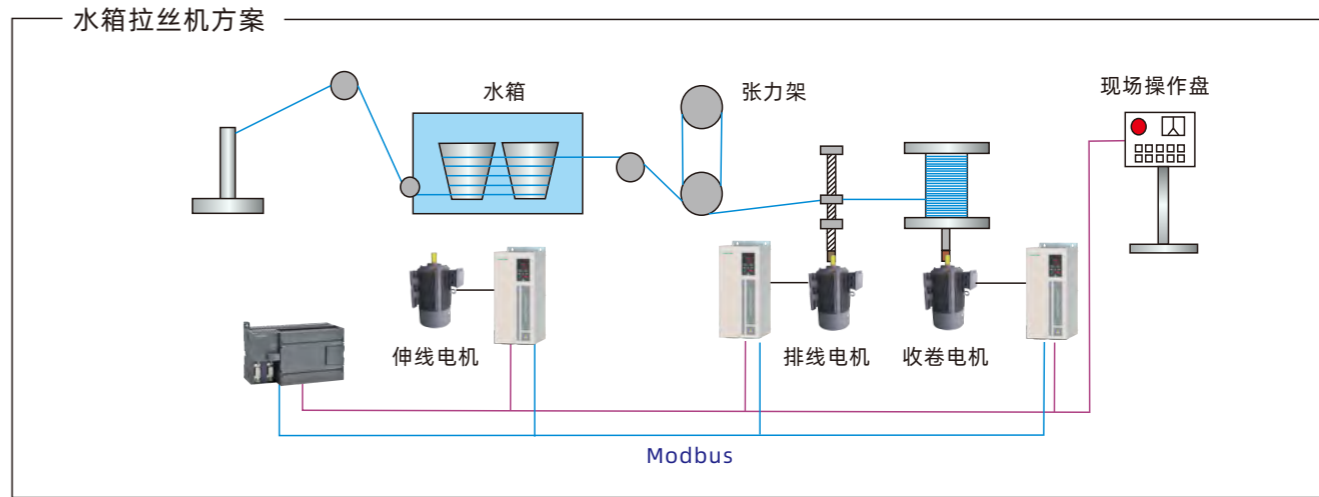 水箱拉丝机方案
水箱
张力架
现场操作盘
伸线电机
排线电机
收卷电机
Modbus